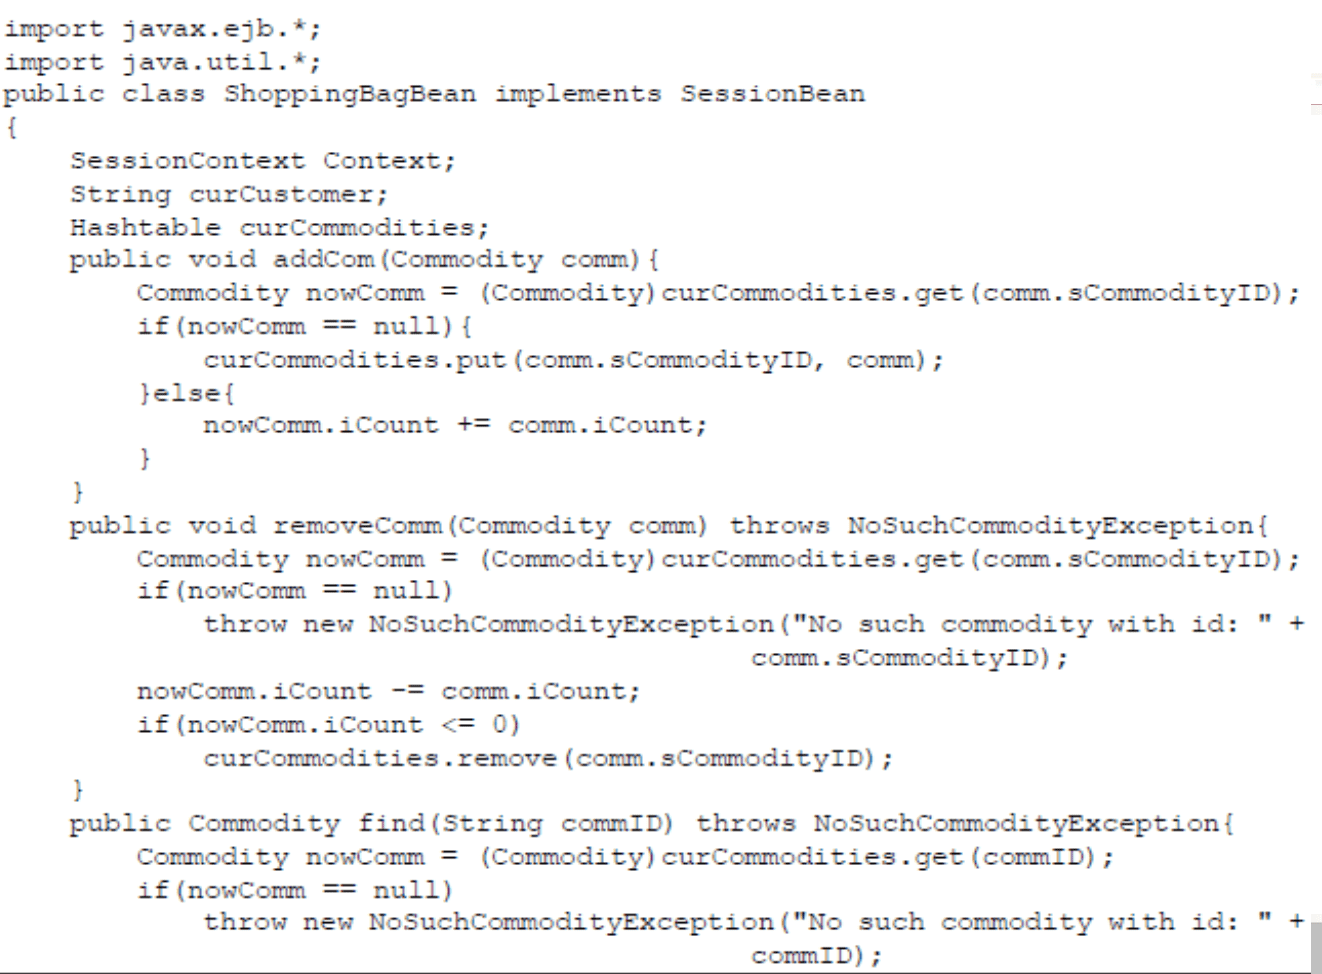 import javax.ejb.*;
import java.util.*;
public class ShoppingBagBean implements SessionBean
{
    SessionContext Context;
    String curCustomer;
    Hashtable curCommodities;
    public void addCom(Commodity comm){
        Commodity nowComm = (Commodity)curCommodities.get(comm.sCommodityID);
        if(nowComm == null){
            curCommodities.put(comm.sCommodityID, comm);
        }else{
            nowComm.iCount += comm.iCount;
        }
    }
    public void removeComm(Commodity comm) throws NoSuchCommodityException{
        Commodity nowComm = (Commodity)curCommodities.get(comm.sCommodityID);
        if(nowComm == null)
            throw new NoSuchCommodityException("No such commodity with id: " +
                                            comm.sCommodityID);
        nowComm.iCount -= comm.iCount;
        if(nowComm.iCount <= 0)
            curCommodities.remove(comm.sCommodityID);
    }
    public Commodity find(String commID) throws NoSuchCommodityException{
        Commodity nowComm = (Commodity)curCommodities.get(commID);
        if(nowComm == null)
            throw new NoSuchCommodityException("No such commodity with id: " +
                                            commID);